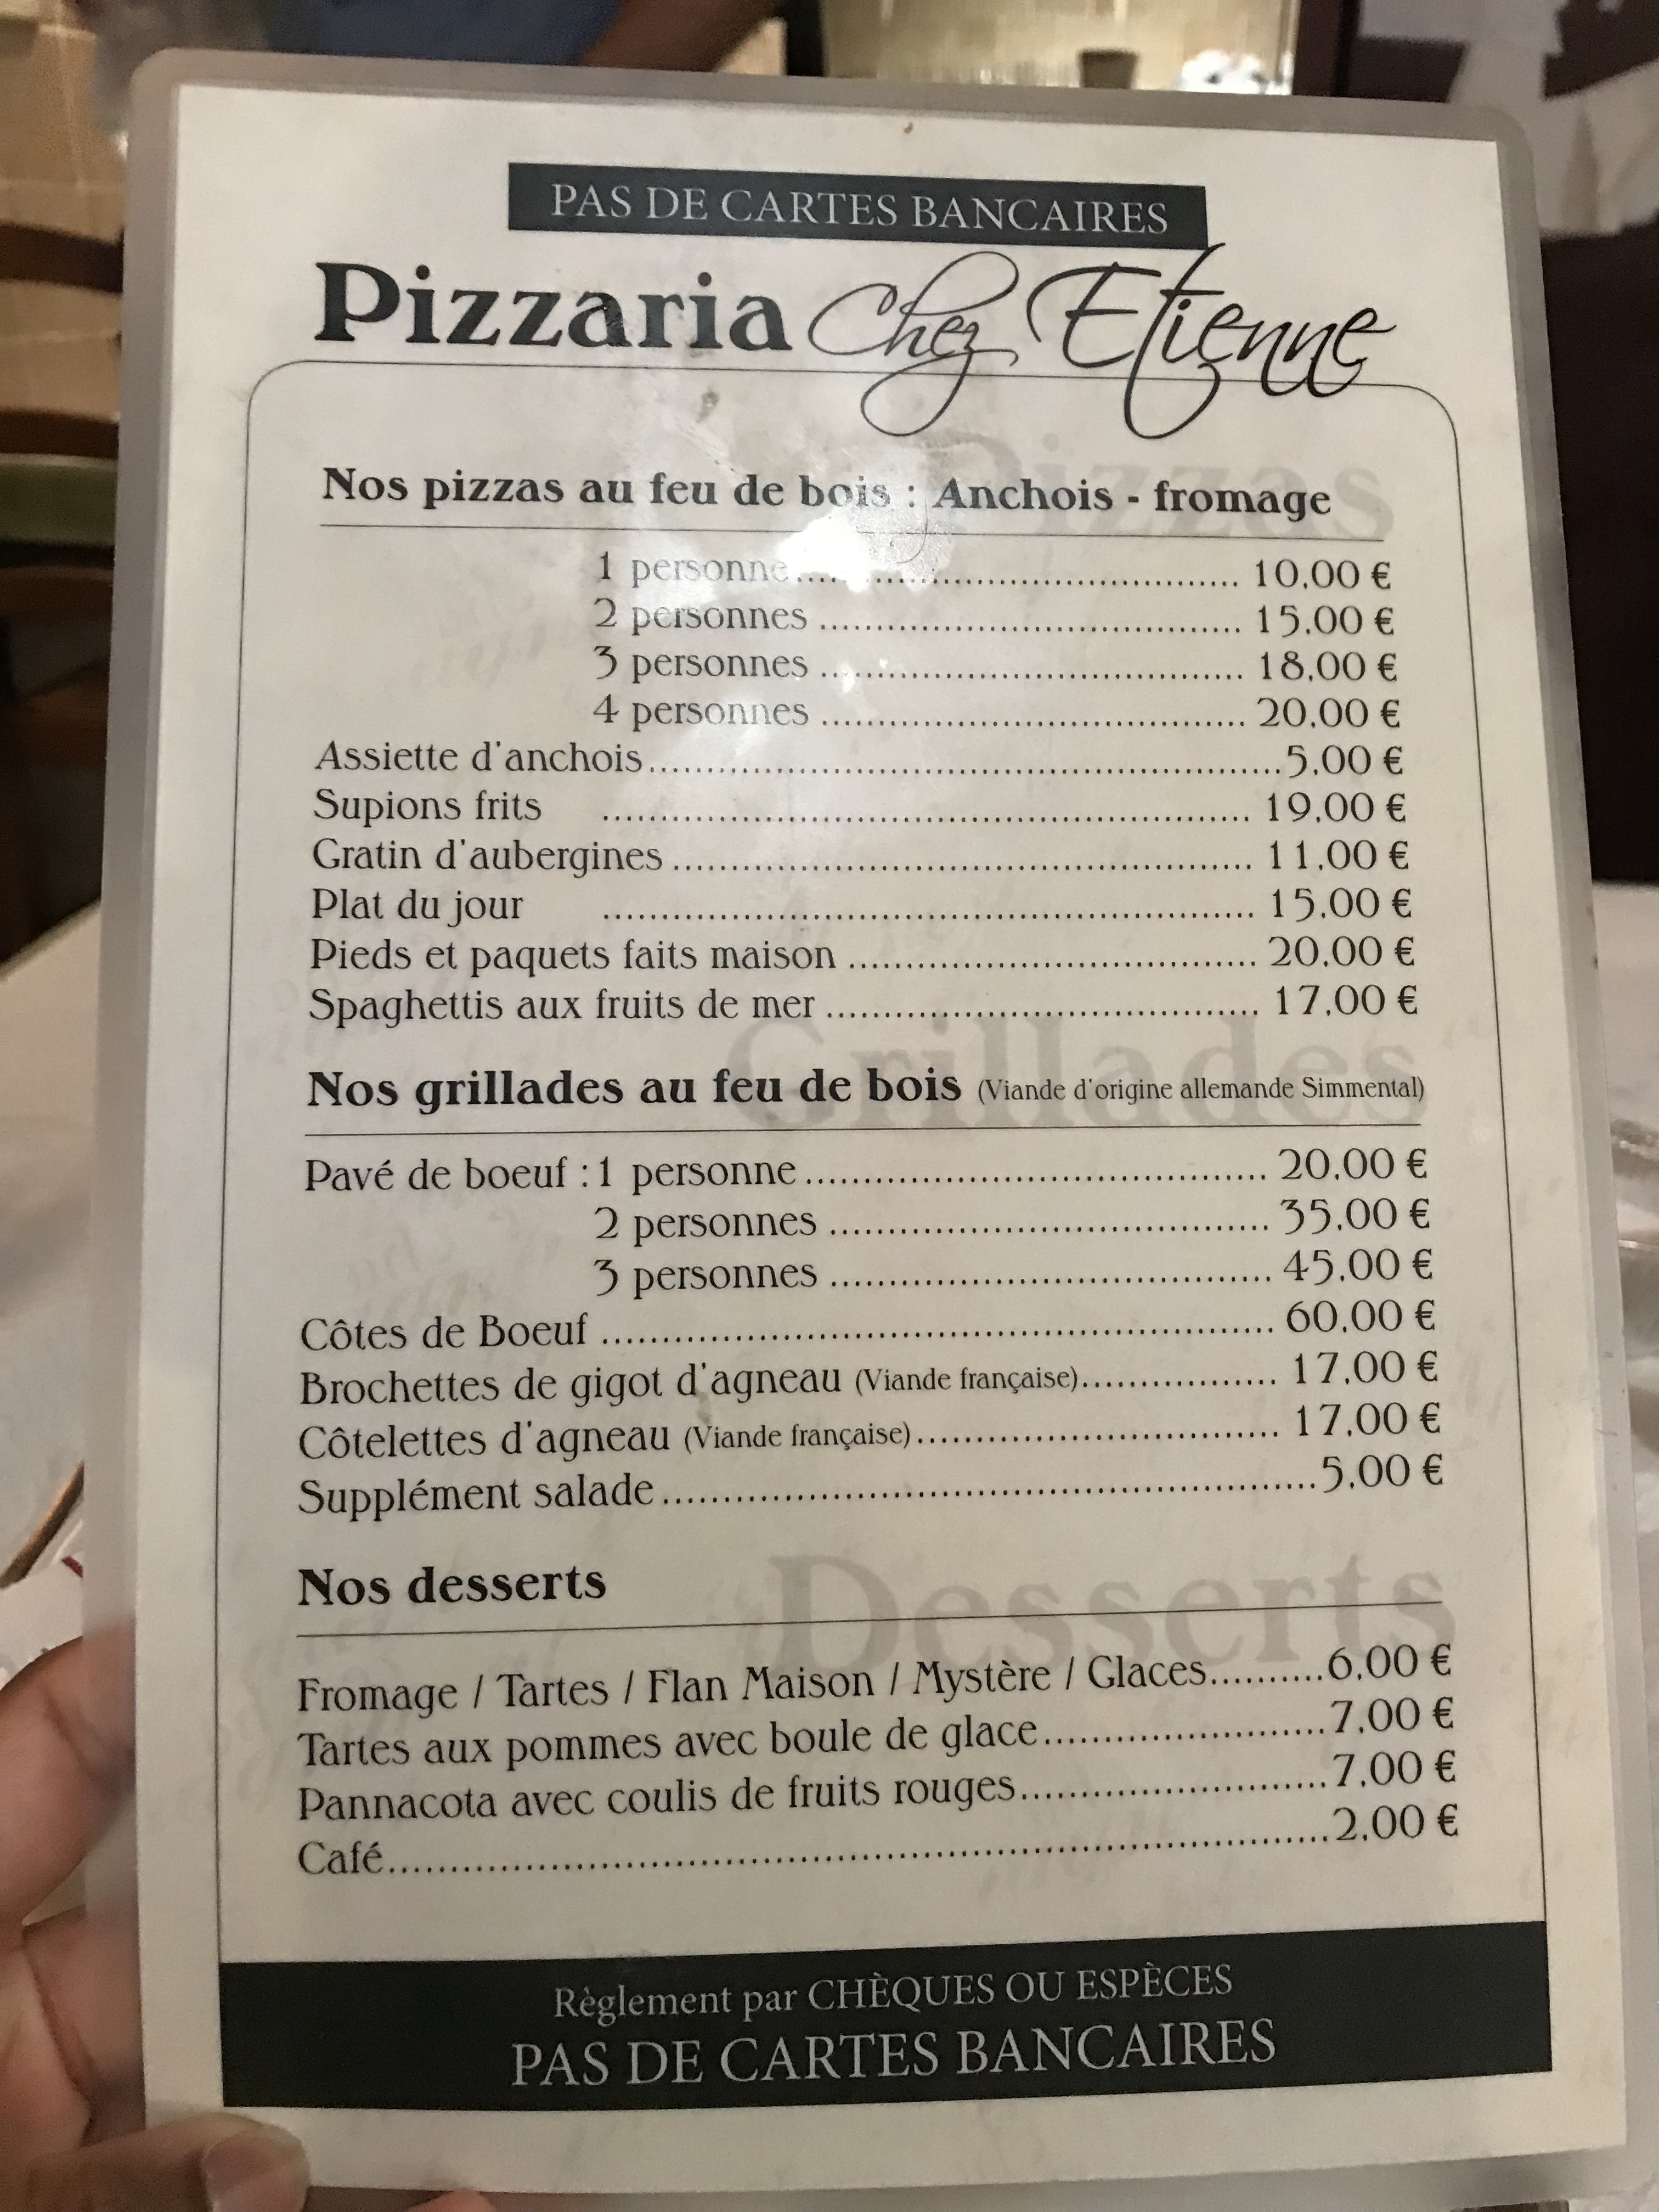 PAS DE CARTES BANCAIRES
Pizzaria Chez Etienne
Pizzas
Nos pizzas au feu de bois : Anchois - fromage
1 personne.... 10,00 €
2 personnes .... 15,00 €
3 personnes .... 18,00 €
4 personnes .... 20,00 €
Assiette d'anchois.... 5,00 €
Supions frits .... 19,00 €
Gratin d'aubergines .... 11,00 €
Plat du jour .... 15,00 €
Pieds et paquets faits maison .... 20,00 €
Spaghettis aux fruits de mer .... 17,00 €
Grillades
Nos grillades au feu de bois (Viande d'origine allemande Simmental)
Pavé de boeuf : 1 personne .... 20,00 €
2 personnes .... 35,00 €
3 personnes .... 45,00 €
Côtes de Boeuf .... 60,00 €
Brochettes de gigot d'agneau (Viande française).... 17,00 €
Côtelettes d'agneau (Viande française).... 17,00 €
Supplément salade.... 5,00 €
Desserts
Nos desserts
Fromage / Tartes / Flan Maison / Mystère / Glaces.... 6,00 €
Tartes aux pommes avec boule de glace.... 7,00 €
Pannacota avec coulis de fruits rouges.... 7,00 €
Café.... 2,00 €
Règlement par CHÈQUES OU ESPÈCES
PAS DE CARTES BANCAIRES